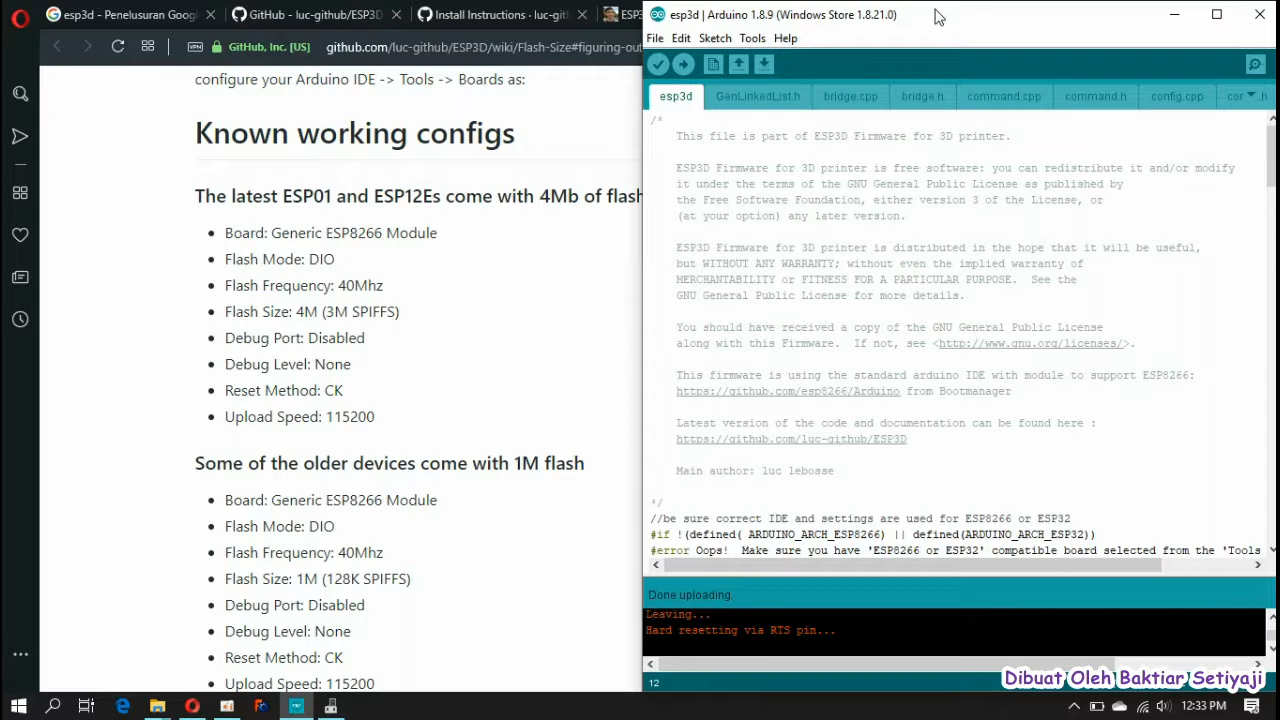 esp3d - Penelusuran Goog
GitHub - luc-github/ESP3D
Install Instructions · luc-git
ESP3
VPN
GitHub, Inc. [US]
github.com/luc-github/ESP3D/wiki/Flash-Size#figuring-out
configure your Arduino IDE -> Tools -> Boards as:
Known working configs
The latest ESP01 and ESP12Es come with 4Mb of flash
Board: Generic ESP8266 Module
Flash Mode: DIO
Flash Frequency: 40Mhz
Flash Size: 4M (3M SPIFFS)
Debug Port: Disabled
Debug Level: None
Reset Method: CK
Upload Speed: 115200
Some of the older devices come with 1M flash
Board: Generic ESP8266 Module
Flash Mode: DIO
Flash Frequency: 40Mhz
Flash Size: 1M (128K SPIFFS)
Debug Port: Disabled
Debug Level: None
Reset Method: CK
Upload Speed: 115200
esp3d | Arduino 1.8.9 (Windows Store 1.8.21.0)
File Edit Sketch Tools Help
esp3d GenLinkedList.h bridge.cpp bridge.h command.cpp command.h config.cpp cor .h
/*
This file is part of ESP3D Firmware for 3D printer.
ESP3D Firmware for 3D printer is free software: you can redistribute it and/or modify
it under the terms of the GNU General Public License as published by
the Free Software Foundation, either version 3 of the License, or
(at your option) any later version.
ESP3D Firmware for 3D printer is distributed in the hope that it will be useful,
but WITHOUT ANY WARRANTY; without even the implied warranty of
MERCHANTABILITY or FITNESS FOR A PARTICULAR PURPOSE.  See the
GNU General Public License for more details.
You should have received a copy of the GNU General Public License
along with this Firmware.  If not, see <http://www.gnu.org/licenses/>.
This firmware is using the standard arduino IDE with module to support ESP8266:
https://github.com/esp8266/Arduino from Bootmanager
Latest version of the code and documentation can be found here :
https://github.com/luc-github/ESP3D
Main author: luc lebosse
*/
//be sure correct IDE and settings are used for ESP8266 or ESP32
#if !(defined( ARDUINO_ARCH_ESP8266) || defined(ARDUINO_ARCH_ESP32))
#error Oops!  Make sure you have 'ESP8266 or ESP32' compatible board selected from the 'Tools
Done uploading.
Leaving...
Hard resetting via RTS pin...
12
Dibuat Oleh Baktiar Setiyaji
12:33 PM